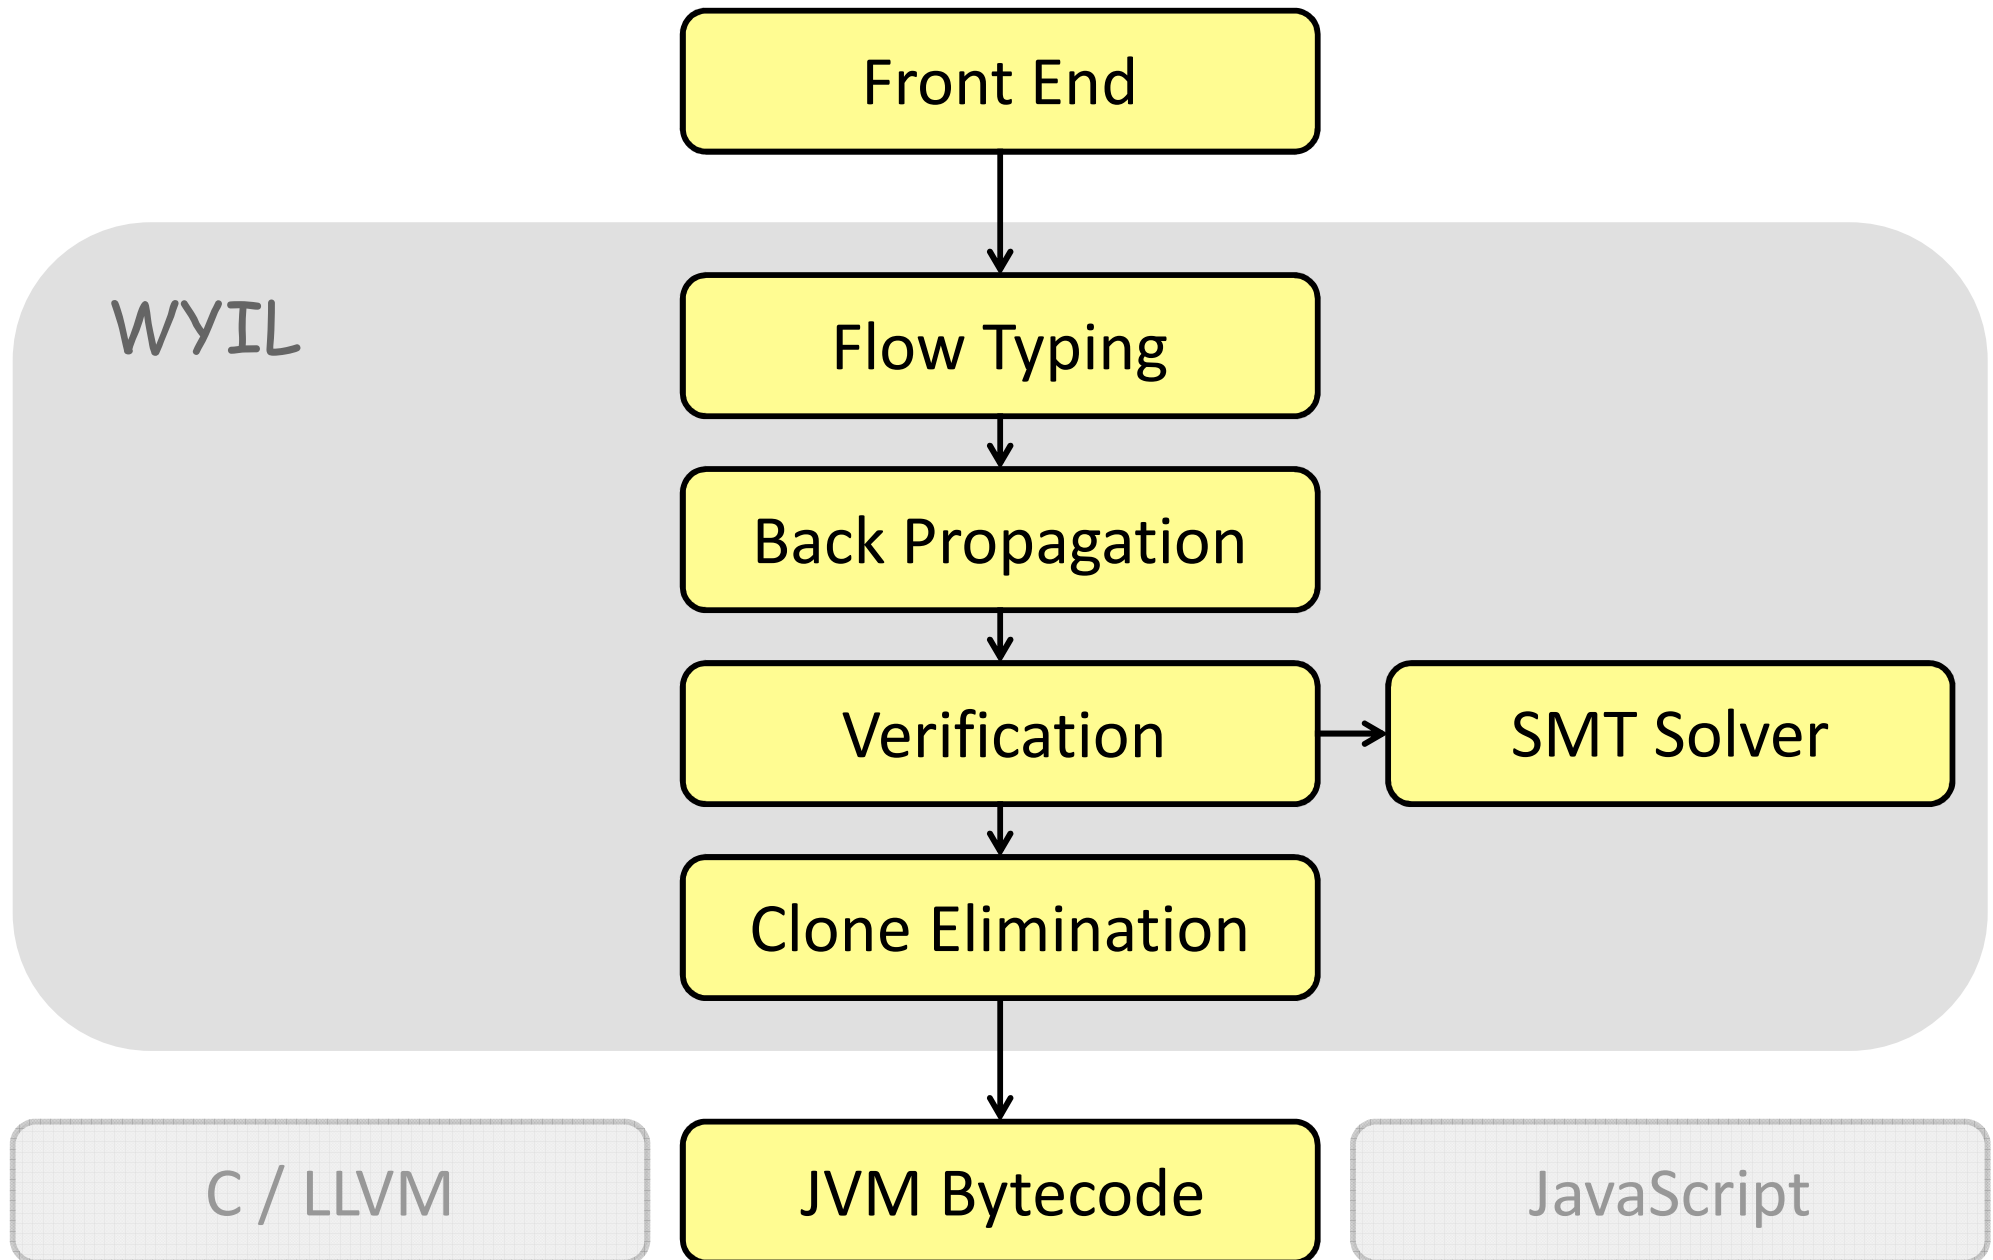 Front End
WYIL
Flow Typing
Back Propagation
Verification
SMT Solver
Clone Elimination
C / LLVM
JVM Bytecode
JavaScript